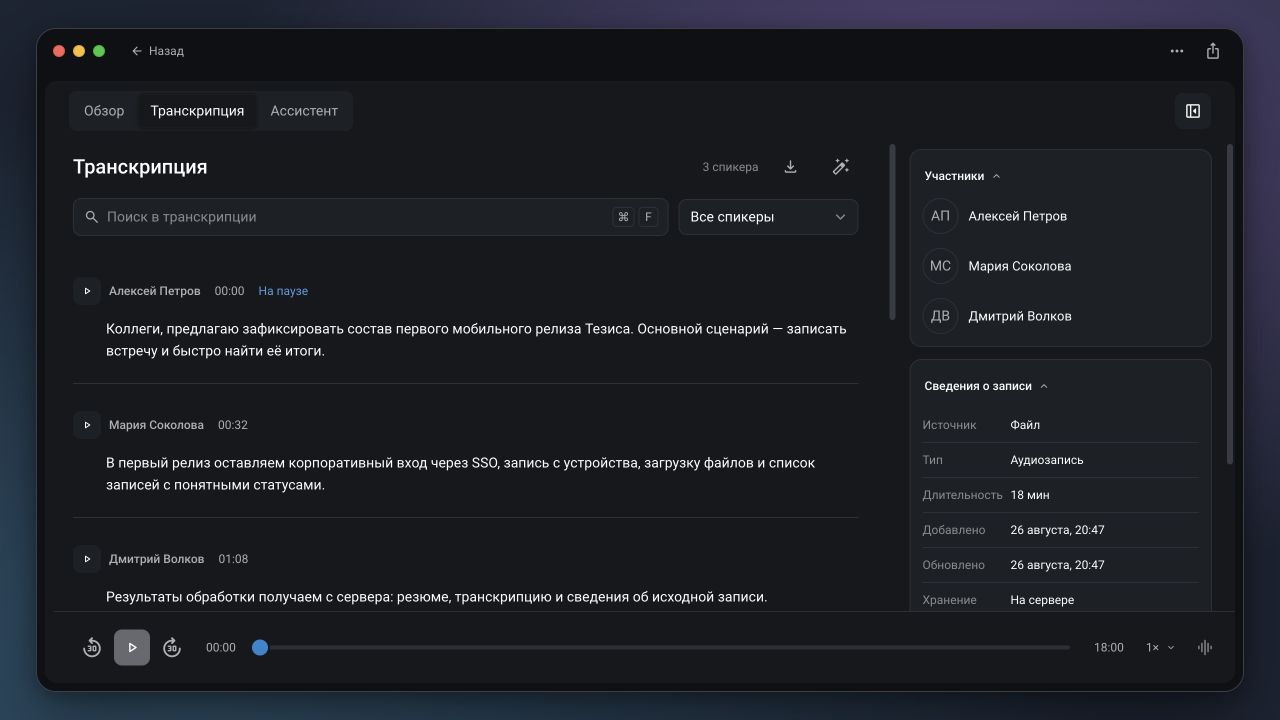 Назад
Обзор
Транскрипция
Ассистент
Транскрипция
3 спикера
Поиск в транскрипции
⌘ F
Все спикеры
Алексей Петров 00:00 На паузе
Коллеги, предлагаю зафиксировать состав первого мобильного релиза Тезиса. Основной сценарий — записать
встречу и быстро найти её итоги.
Мария Соколова 00:32
В первый релиз оставляем корпоративный вход через SSO, запись с устройства, загрузку файлов и список
записей с понятными статусами.
Дмитрий Волков 01:08
Результаты обработки получаем с сервера: резюме, транскрипцию и сведения об исходной записи.
Участники
АП Алексей Петров
МС Мария Соколова
ДВ Дмитрий Волков
Сведения о записи
Источник Файл
Тип Аудиозапись
Длительность 18 мин
Добавлено 26 августа, 20:47
Обновлено 26 августа, 20:47
Хранение На сервере
30
30
00:00
18:00
1×